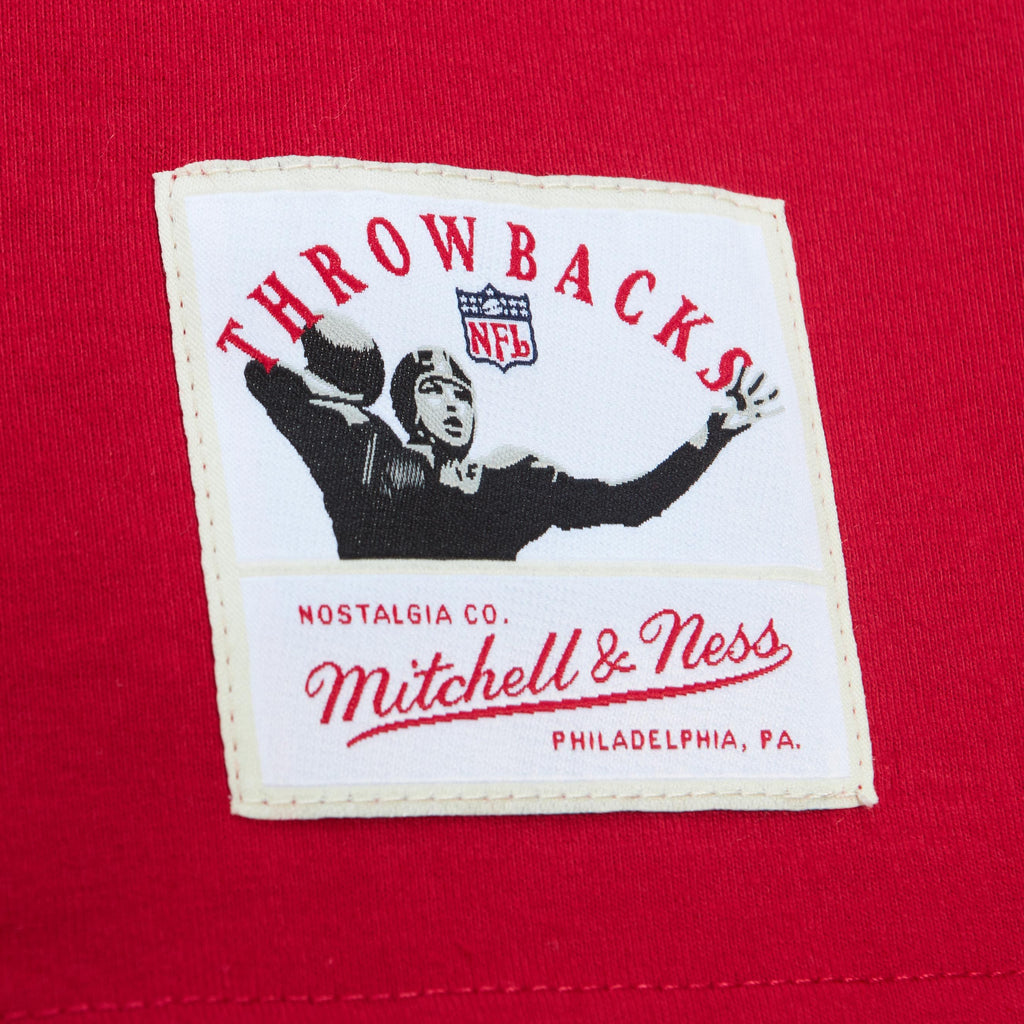 THROWBACKS
NFL
NOSTALGIA CO.
Mitchell & Ness
PHILADELPHIA, PA.